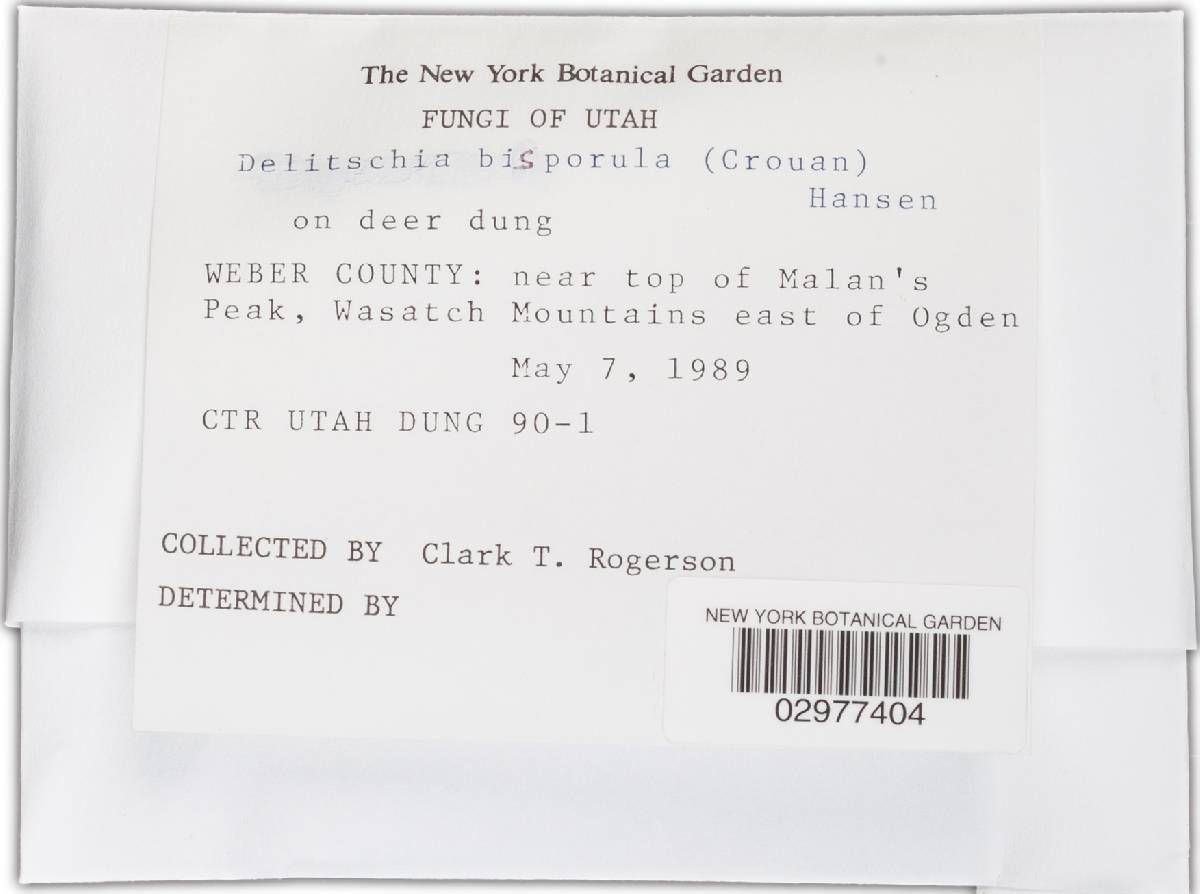 The New York Botanical Garden
FUNGI OF UTAH
Delitschia bisporula (Crouan)
Hansen
on deer dung
WEBER COUNTY: near top of Malan's
Peak, Wasatch Mountains east of Ogden
May 7, 1989
CTR UTAH DUNG 90-1
COLLECTED BY Clark T. Rogerson
DETERMINED BY
NEW YORK BOTANICAL GARDEN
02977404